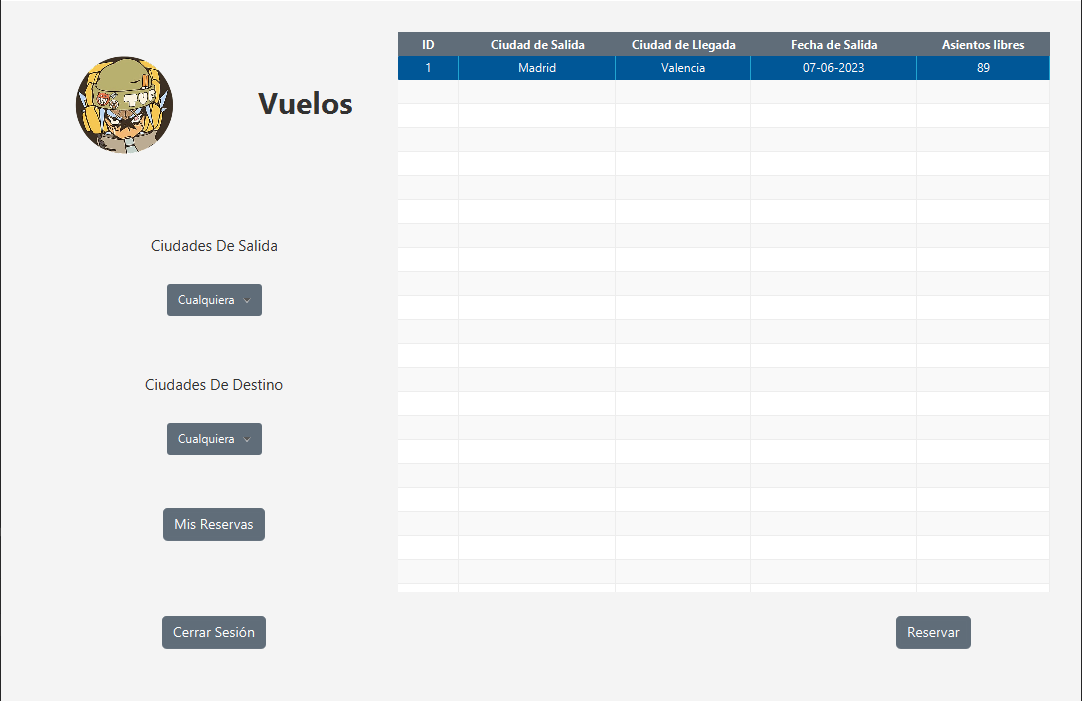 Vuelos
Ciudades De Salida
Cualquiera
Ciudades De Destino
Cualquiera
Mis Reservas
Cerrar Sesión
ID Ciudad de Salida Ciudad de Llegada Fecha de Salida Asientos libres
1 Madrid Valencia 07-06-2023 89
Reservar